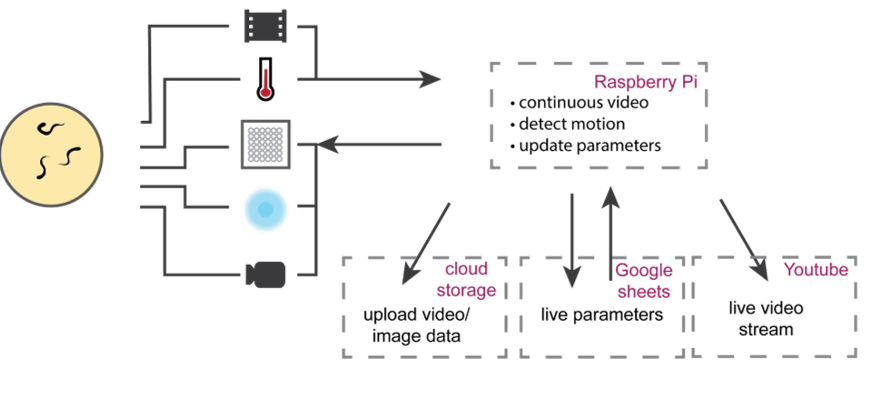 Raspberry Pi
• continuous video
• detect motion
• update parameters
cloud
storage
upload video/
image data
Google
sheets
live parameters
Youtube
live video
stream